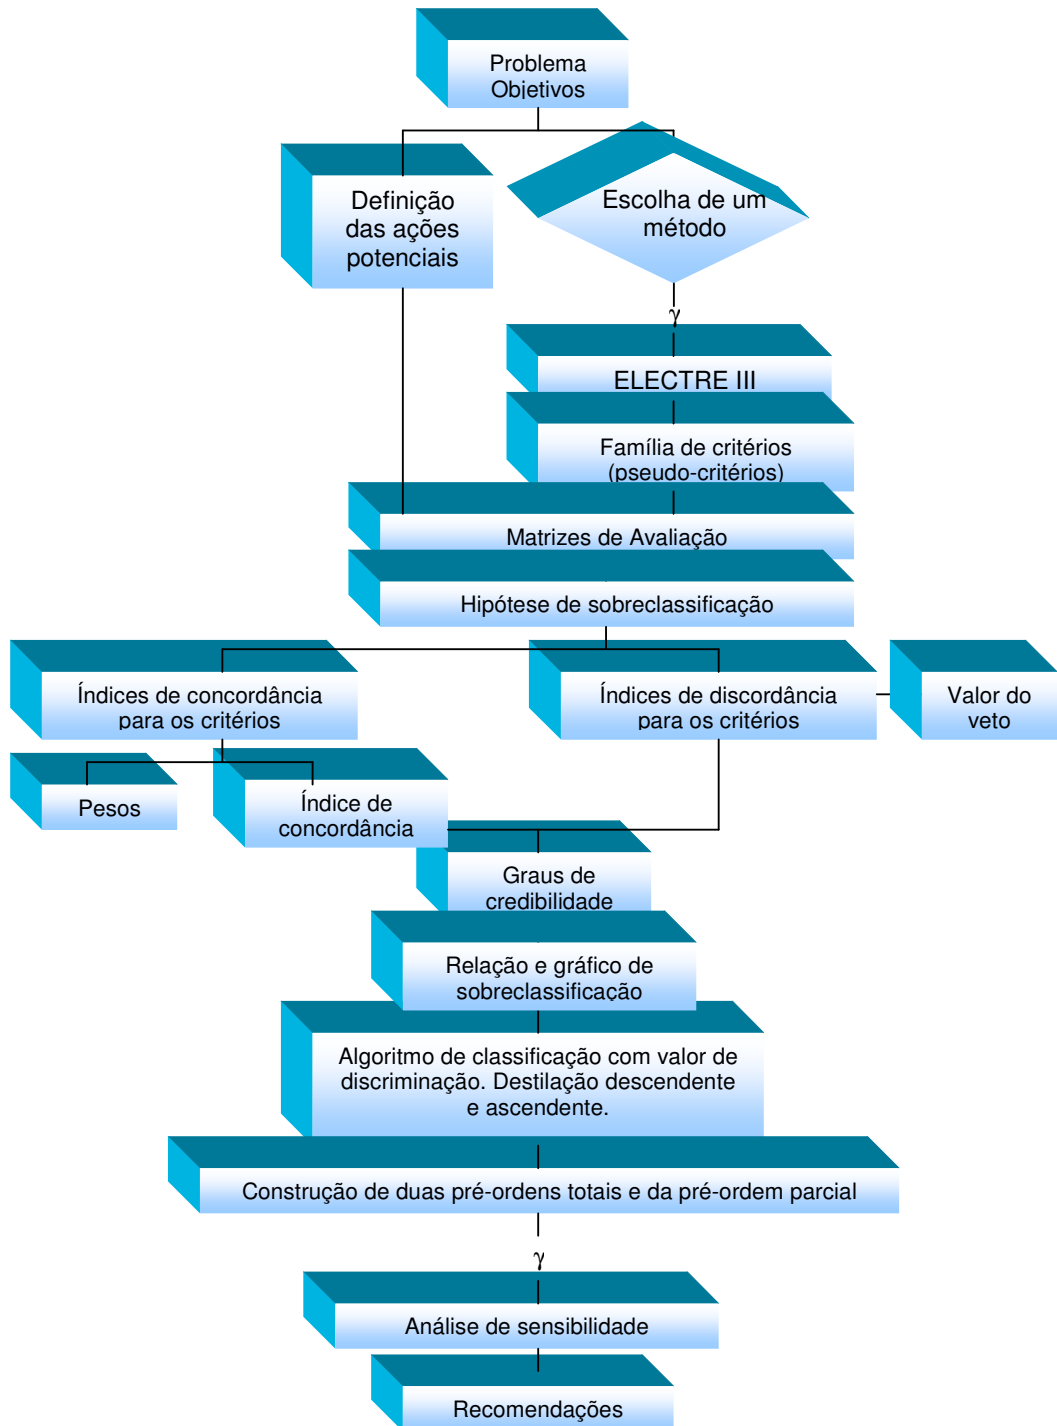 Problema
Objetivos
Definição
das ações
potenciais
Escolha de um
método
γ
ELECTRE III
Família de critérios
(pseudo-critérios)
Matrizes de Avaliação
Hipótese de sobreclassificação
Índices de concordância
para os critérios
Índices de discordância
para os critérios
Valor do
veto
Pesos
Índice de
concordância
Graus de
credibilidade
Relação e gráfico de
sobreclassificação
Algoritmo de classificação com valor de
discriminação. Destilação descendente
e ascendente.
Construção de duas pré-ordens totais e da pré-ordem parcial
γ
Análise de sensibilidade
Recomendações